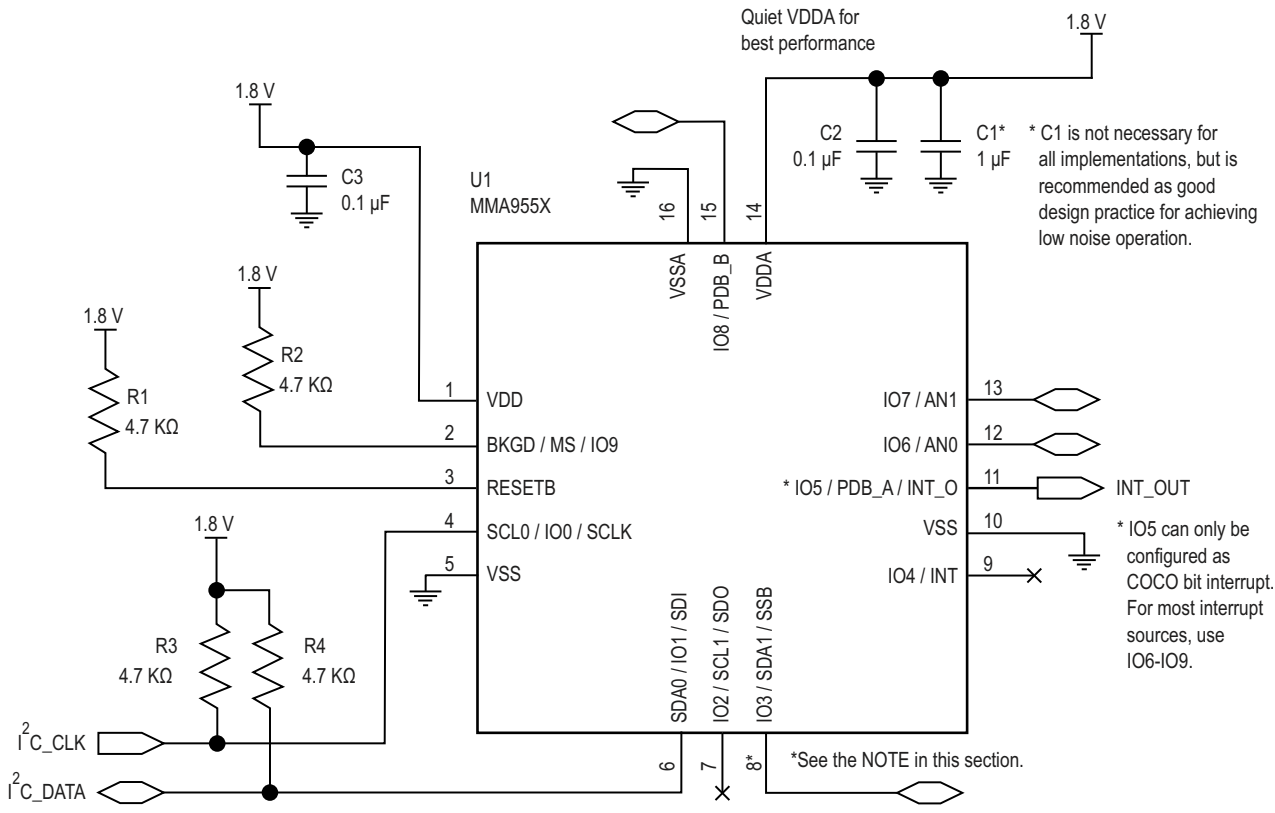 Quiet VDDA for
best performance
1.8 V
1.8 V
C3
0.1 µF
U1
MMA955X
C2
0.1 µF
C1*
1 µF
* C1 is not necessary for
all implementations, but is
recommended as good
design practice for achieving
low noise operation.
16
15
14
VSSA
IO8 / PDB_B
VDDA
1.8 V
R2
4.7 KΩ
1.8 V
R1
4.7 KΩ
1
VDD
2
BKGD / MS / IO9
3
RESETB
4
SCL0 / IO0 / SCLK
5
VSS
IO7 / AN1
13
IO6 / AN0
12
* IO5 / PDB_A / INT_O
11
INT_OUT
VSS
10
IO4 / INT
9
* IO5 can only be
configured as
COCO bit interrupt.
For most interrupt
sources, use
IO6-IO9.
1.8 V
R3
4.7 KΩ
R4
4.7 KΩ
SDA0 / IO1 / SDI
IO2 / SCL1 / SDO
IO3 / SDA1 / SSB
6
7
8*
*See the NOTE in this section.
I²C_CLK
I²C_DATA